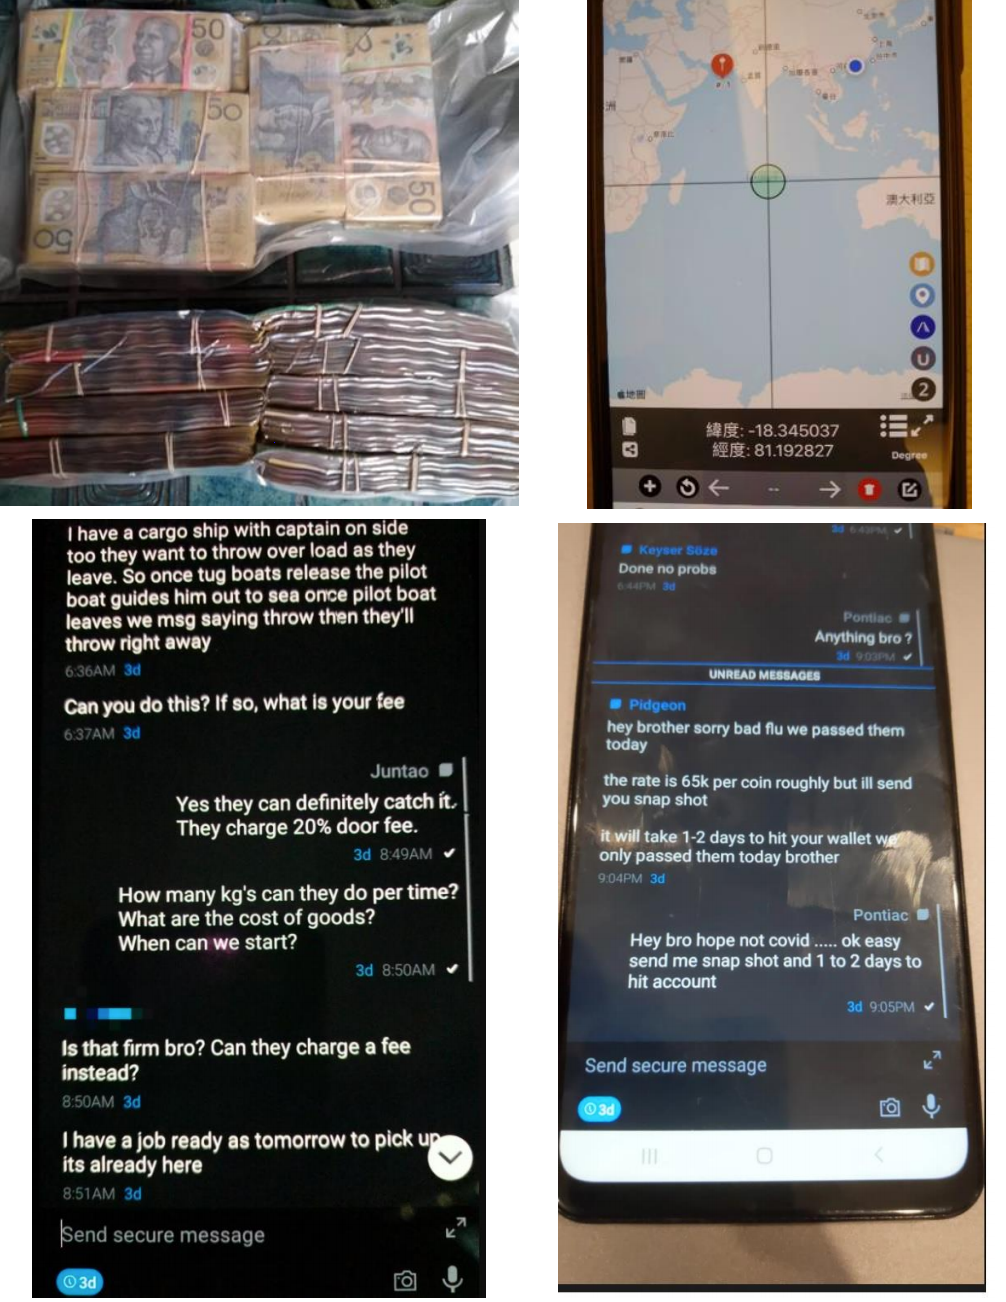 50
50
50
50
澳大利亞
地圖
緯度: -18.345037
經度: 81.192827
Degree
2
I have a cargo ship with captain on side
too they want to throw over load as they
leave. So once tug boats release the pilot
boat guides him out to sea once pilot boat
leaves we msg saying throw then they'll
throw right away
6:36AM 3d
Can you do this? If so, what is your fee
6:37AM 3d
Juntao
Yes they can definitely catch it.
They charge 20% door fee.
3d 8:49AM
How many kg's can they do per time?
What are the cost of goods?
When can we start?
3d 8:50AM
Is that firm bro? Can they charge a fee
instead?
8:50AM 3d
I have a job ready as tomorrow to pick up
its already here
8:51AM 3d
Send secure message
3d
3d 6:43PM
Keyser Söze
Done no probs
6:44PM 3d
Pontiac
Anything bro ?
3d 9:03PM
UNREAD MESSAGES
Pidgeon
hey brother sorry bad flu we passed them
today
the rate is 65k per coin roughly but ill send
you snap shot
it will take 1-2 days to hit your wallet we
only passed them today brother
9:04PM 3d
Pontiac
Hey bro hope not covid ..... ok easy
send me snap shot and 1 to 2 days to
hit account
3d 9:05PM
Send secure message
3d